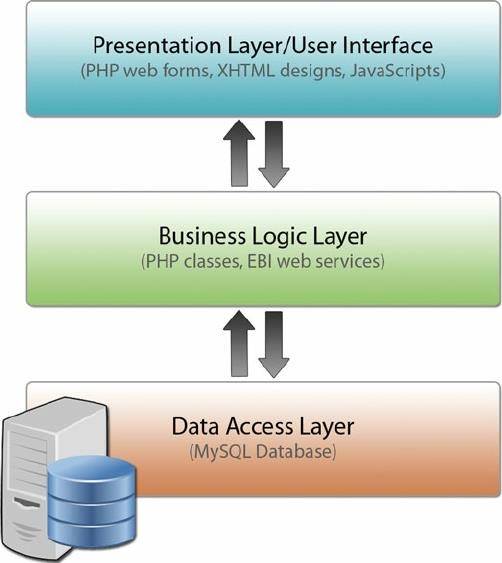 Presentation Layer/User Interface
(PHP web forms, XHTML designs, JavaScripts)
Business Logic Layer
(PHP classes, EBI web services)
Data Access Layer
(MySQL Database)